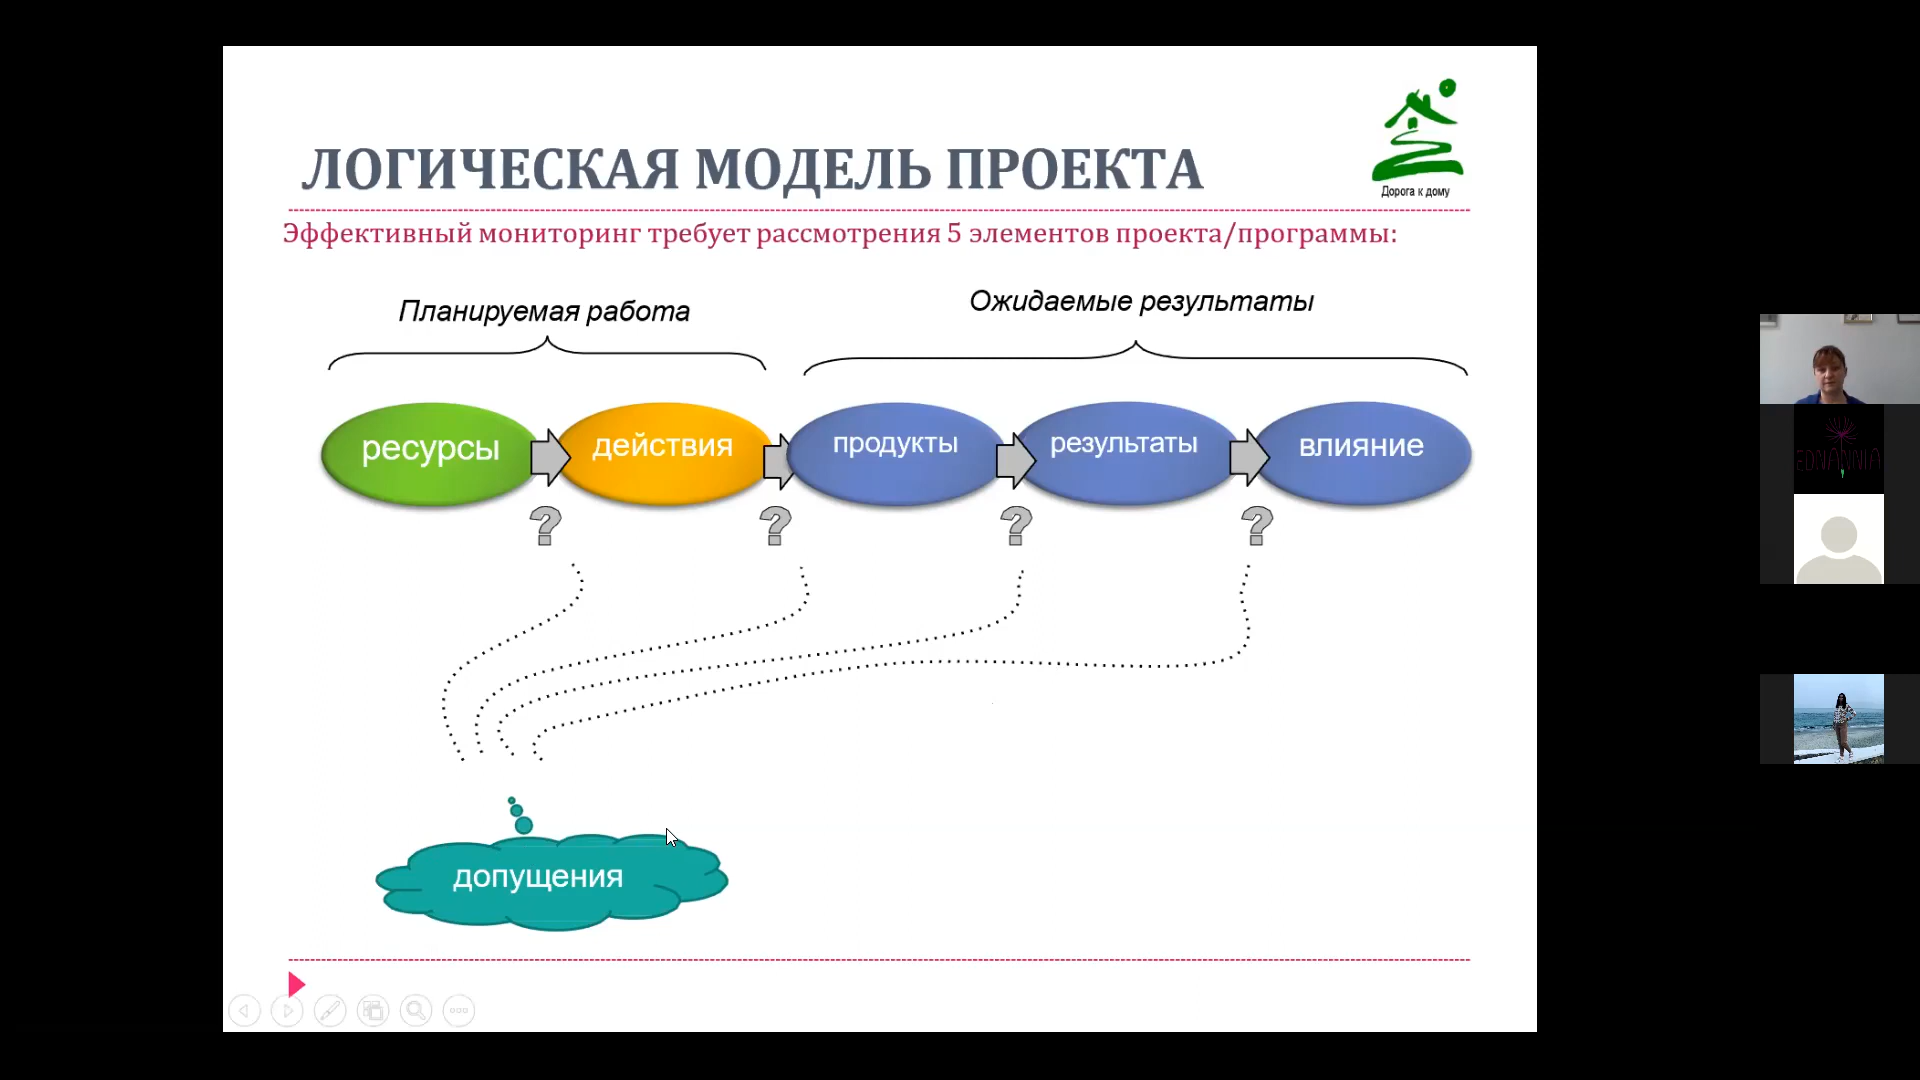 ЛОГИЧЕСКАЯ МОДЕЛЬ ПРОЕКТА
Дорога к дому
Эффективный мониторинг требует рассмотрения 5 элементов проекта/программы:
Планируемая работа
Ожидаемые результаты
ресурсы
действия
продукты
результаты
влияние
?
?
?
?
допущения